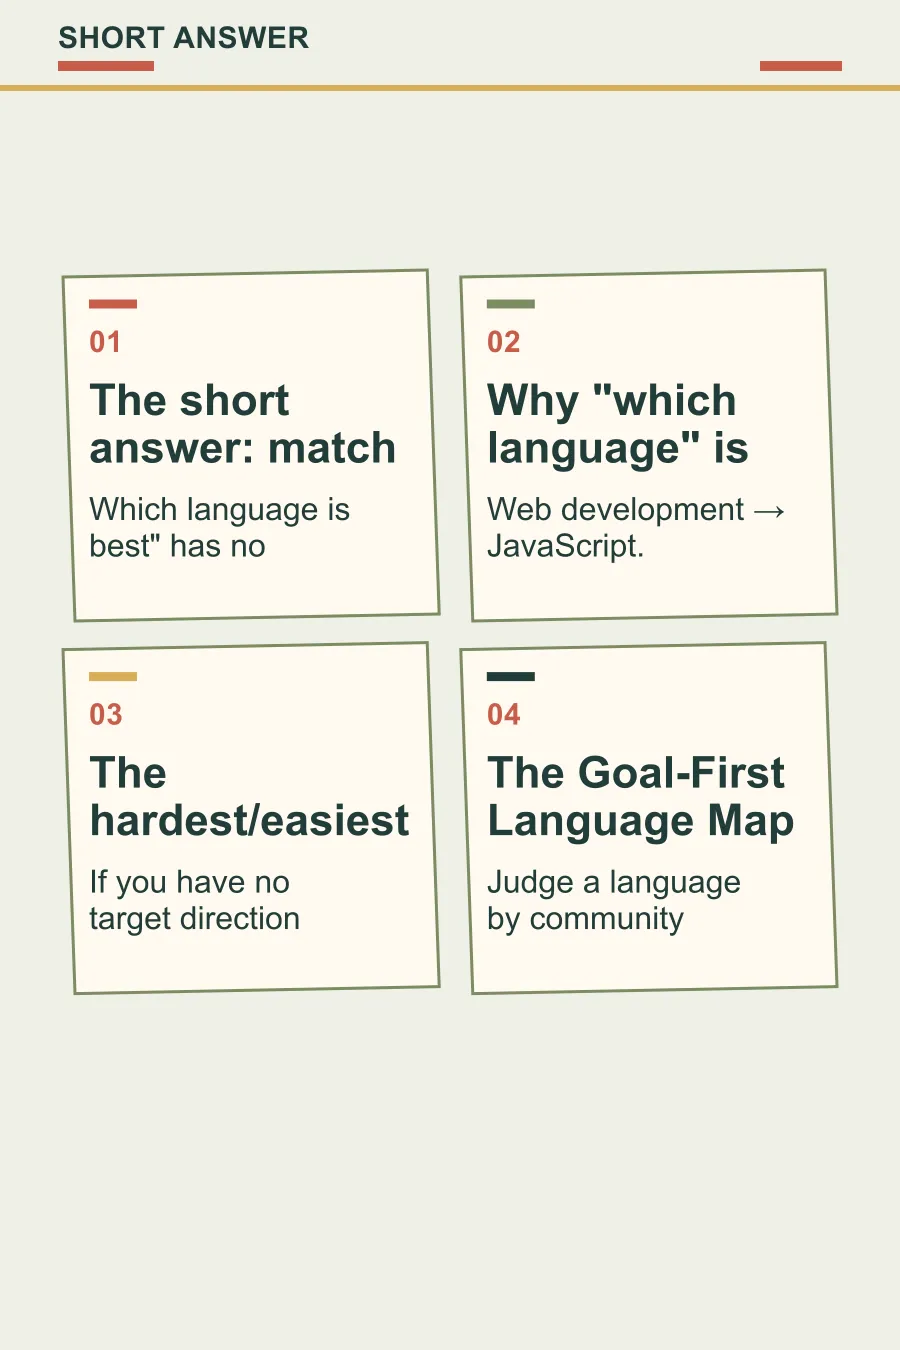 SHORT ANSWER
01
The short
answer: match
Which language is
best" has no
02
Why "which
language" is
Web development →
JavaScript.
03
The
hardest/easiest
If you have no
target direction
04
The Goal-First
Language Map
Judge a language
by community